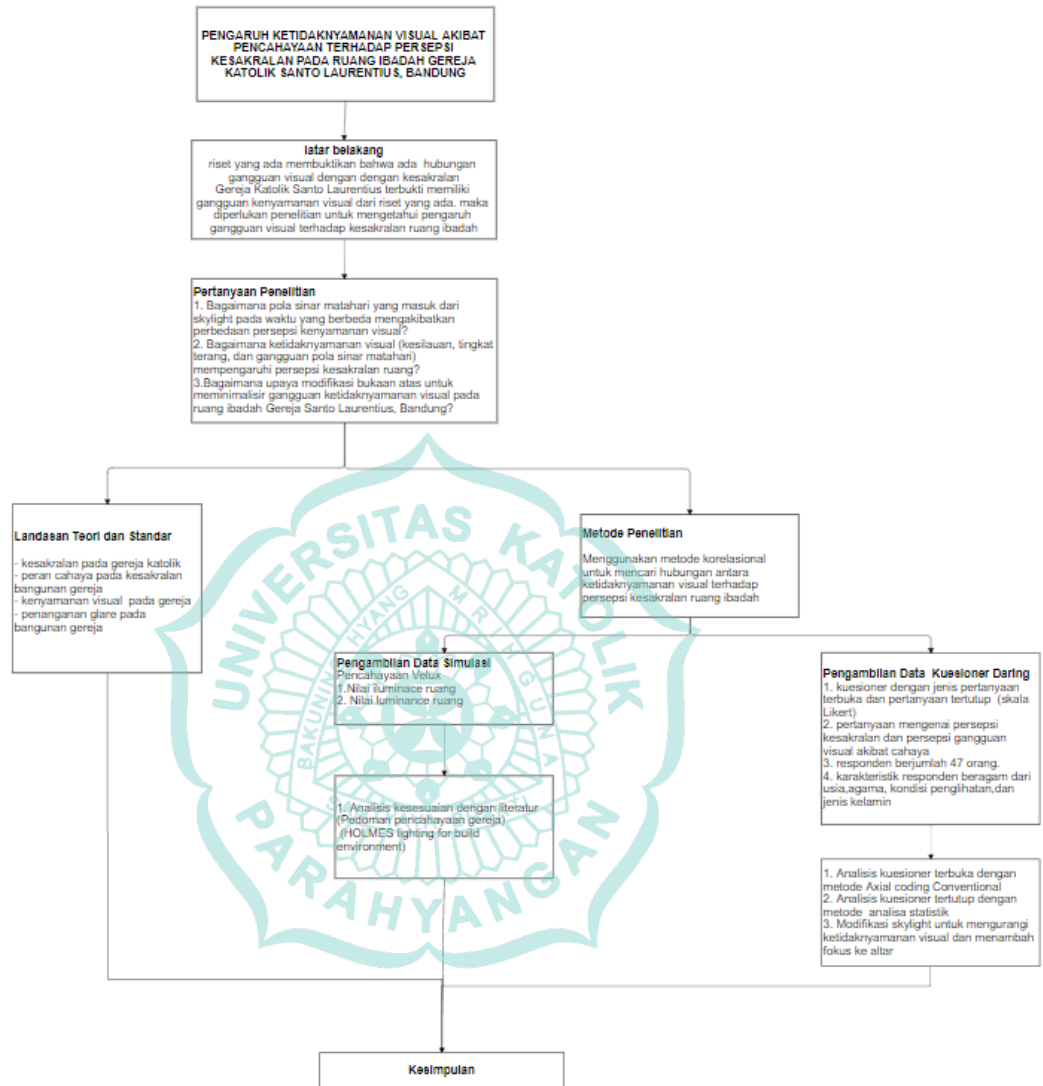 PENGARUH KETIDAKNYAMANAN VISUAL AKIBAT
PENCAHAYAAN TERHADAP PERSEPSI
KESAKRALAN PADA RUANG IBADAH GEREJA
KATOLIK SANTO LAURENTIUS, BANDUNG
latar belakang
riset yang ada membuktikan bahwa ada hubungan
gangguan visual dengan dengan kesakralan
Gereja Katolik Santo Laurentius terbukti memiliki
gangguan kenyamanan visual dari riset yang ada. maka
diperlukan penelitian untuk mengetahui pengaruh
gangguan visual terhadap kesakralan ruang ibadah
Pertanyaan Penelitian
1. Bagaimana pola sinar matahari yang masuk dari
skylight pada waktu yang berbeda mengakibatkan
perbedaan persepsi kenyamanan visual?
2. Bagaimana ketidaknyamanan visual (kesilauan, tingkat
terang, dan gangguan pola sinar matahari)
mempengaruhi persepsi kesakralan ruang?
3.Bagaimana upaya modifikasi bukaan atas untuk
meminimalisir gangguan ketidaknyamanan visual pada
ruang ibadah Gereja Santo Laurentius, Bandung?
Landasan Teori dan Standar
- kesakralan pada gereja katolik
- peran cahaya pada kesakralan
bangunan gereja
- kenyamanan visual pada gereja
- penanganan glare pada
bangunan gereja
Metode Penelitian
Menggunakan metode korelasional
untuk mencari hubungan antara
ketidaknyamanan visual terhadap
persepsi kesakralan ruang ibadah
Pengambilan Data Simulasi
Pencahayaan Velux
1.Nilai iluminace ruang
2. Nilai luminance ruang
Pengambilan Data Kuesioner Daring
1. kuesioner dengan jenis pertanyaan
terbuka dan pertanyaan tertutup (skala
Likert)
2. pertanyaan mengenai persepsi
kesakralan dan persepsi gangguan
visual akibat cahaya
3. responden berjumlah 47 orang.
4. karakteristik responden beragam dari
usia,agama, kondisi penglihatan,dan
jenis kelamin
1. Analisis kesesuaian dengan literatur
(Pedoman pencahayaan gereja)
(HOLMES lighting for build
environment)
1. Analisis kuesioner terbuka dengan
metode Axial coding Conventional
2. Analisis kuesioner tertutup dengan
metode analisa statistik
3. Modifikasi skylight untuk mengurangi
ketidaknyamanan visual dan menambah
fokus ke altar
Kesimpulan
UNIVERSITAS KATOLIK
PARAHYANGAN